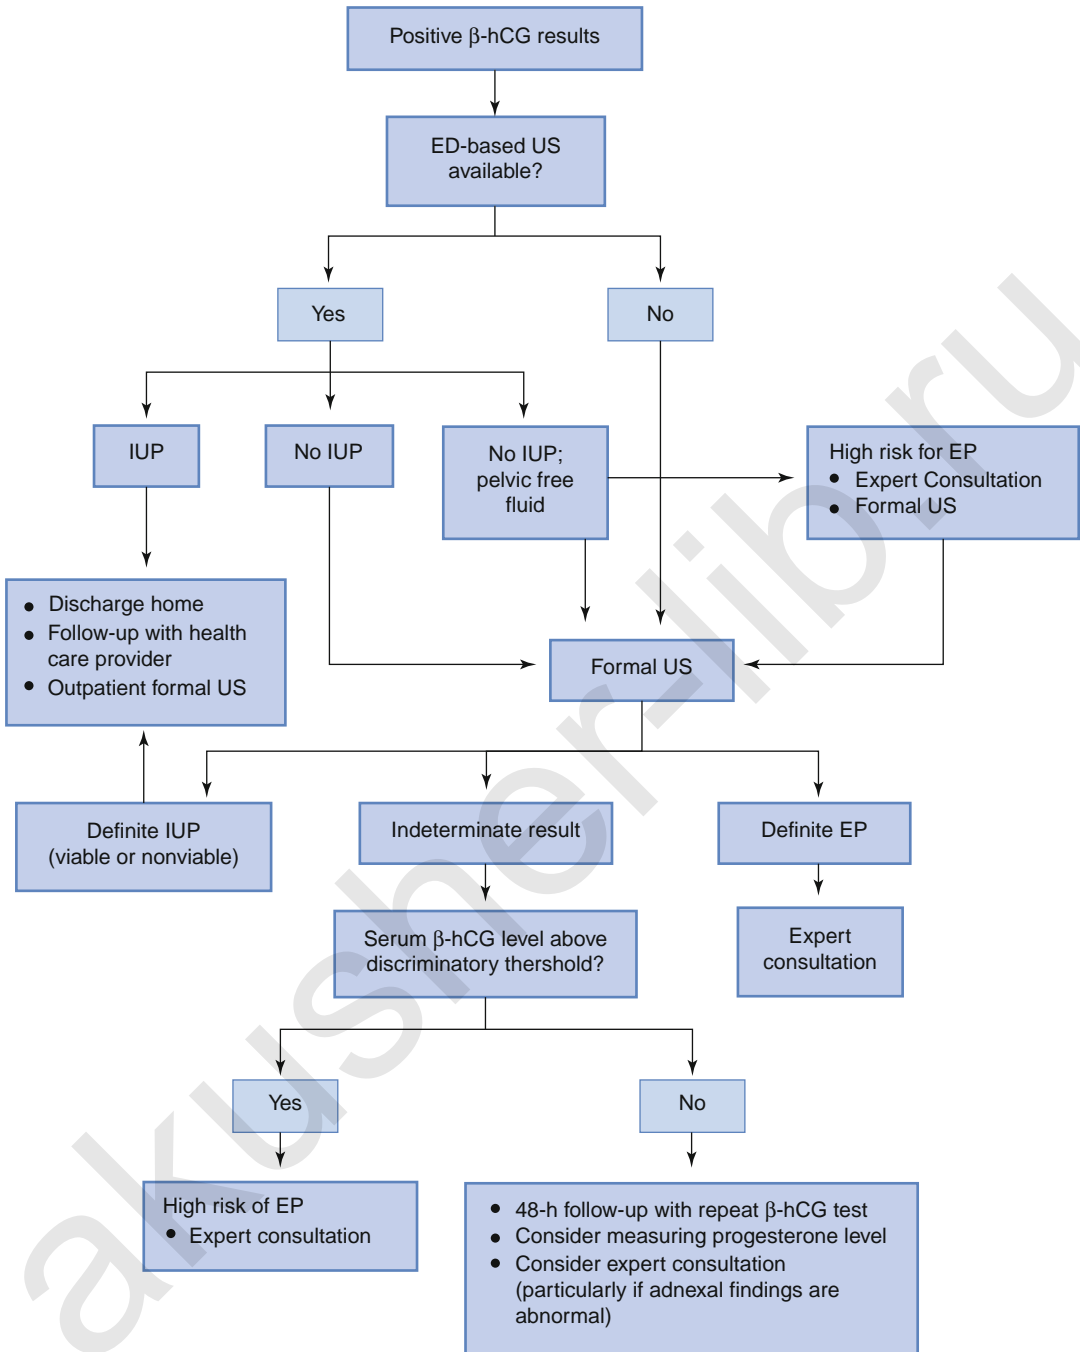 Positive β-hCG results
ED-based US
available?
Yes
No
IUP
No IUP
No IUP;
pelvic free
fluid
High risk for EP
● Expert Consultation
● Formal US
● Discharge home
● Follow-up with health
care provider
● Outpatient formal US
Formal US
Definite IUP
(viable or nonviable)
Indeterminate result
Definite EP
Serum β-hCG level above
discriminatory thershold?
Expert
consultation
Yes
No
High risk of EP
● Expert consultation
● 48-h follow-up with repeat β-hCG test
● Consider measuring progesterone level
● Consider expert consultation
(particularly if adnexal findings are
abnormal)
akusher-lib.ru